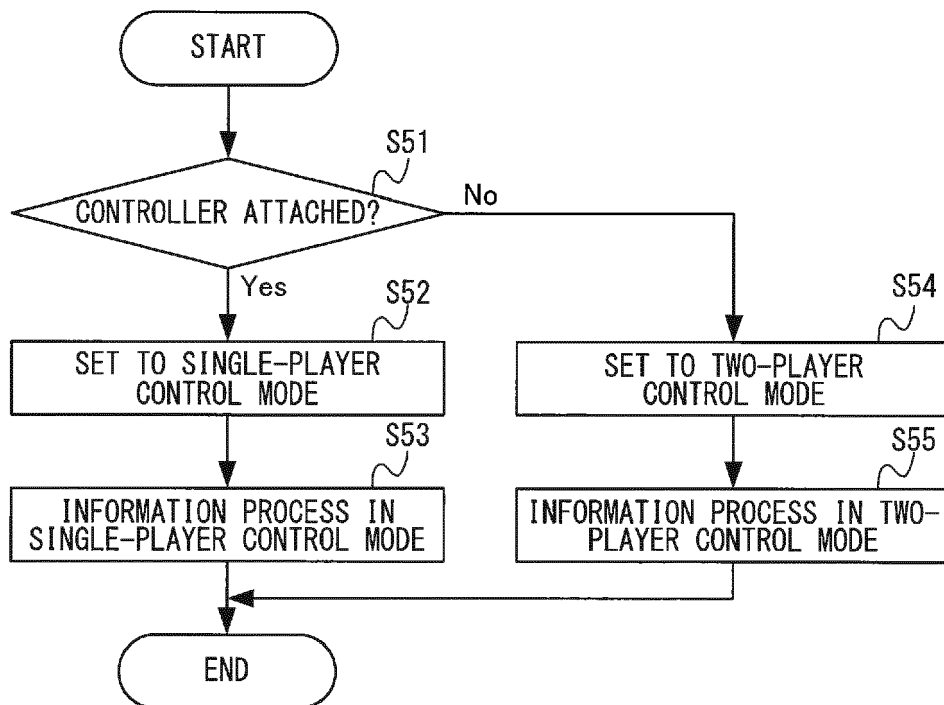 START
S51
CONTROLLER ATTACHED?
No
Yes
S52
SET TO SINGLE-PLAYER
CONTROL MODE
S54
SET TO TWO-PLAYER
CONTROL MODE
S53
INFORMATION PROCESS IN
SINGLE-PLAYER CONTROL MODE
S55
INFORMATION PROCESS IN TWO-
PLAYER CONTROL MODE
END